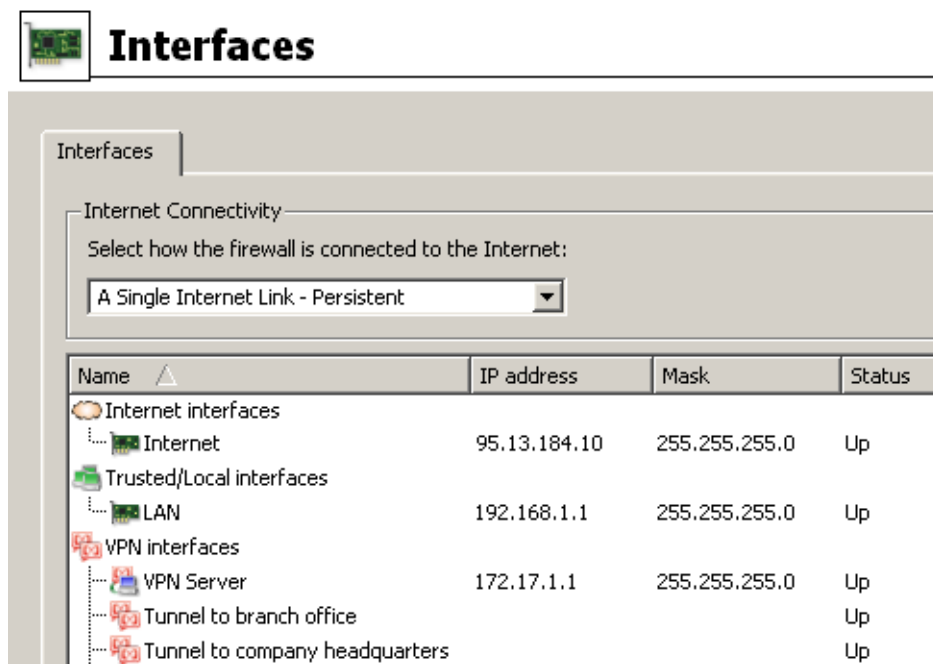 Interfaces
Interfaces
Internet Connectivity
Select how the firewall is connected to the Internet:
A Single Internet Link - Persistent
Name IP address Mask Status
Internet interfaces
Internet 95.13.184.10 255.255.255.0 Up
Trusted/Local interfaces
LAN 192.168.1.1 255.255.255.0 Up
VPN interfaces
VPN Server 172.17.1.1 255.255.255.0 Up
Tunnel to branch office Up
Tunnel to company headquarters Up